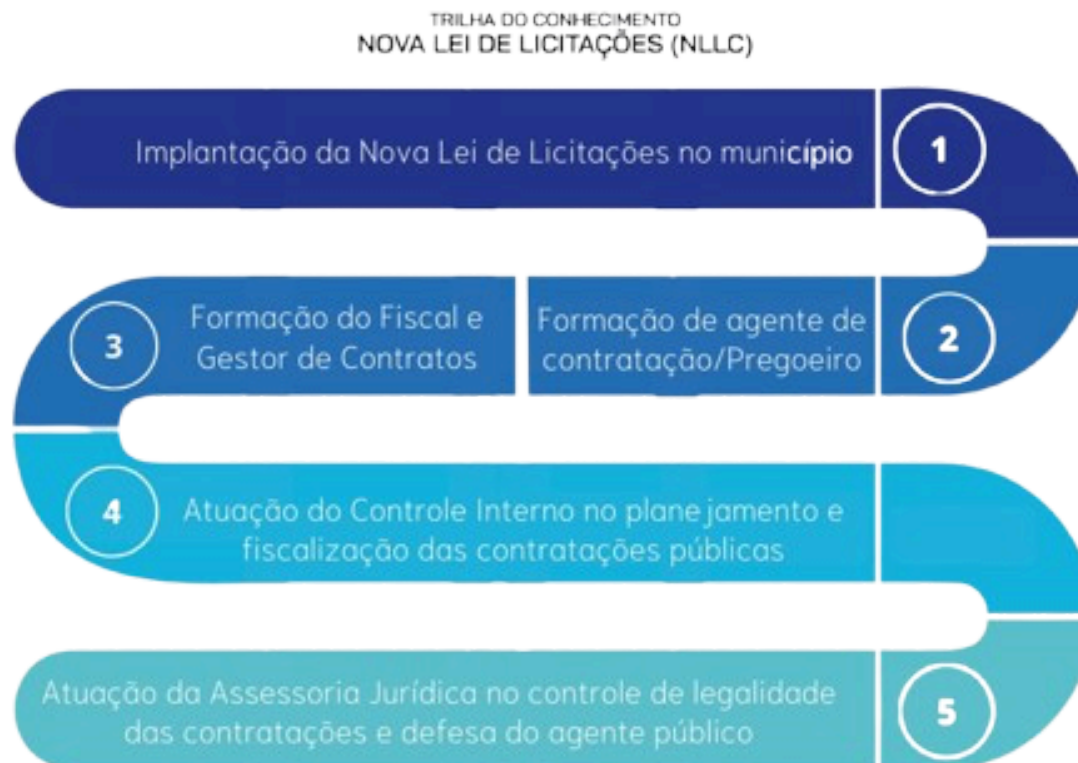 TRILHA DO CONHECIMENTO
NOVA LEI DE LICITAÇÕES (NLLC)
Implantação da Nova Lei de Licitações no município
1
Formação de agente de
contratação/Pregoeiro
2
Formação do Fiscal e
Gestor de Contratos
3
4
Atuação do Controle Interno no planejamento e
fiscalização das contratações públicas
Atuação da Assessoria Jurídica no controle de legalidade
das contratações e defesa do agente público
5